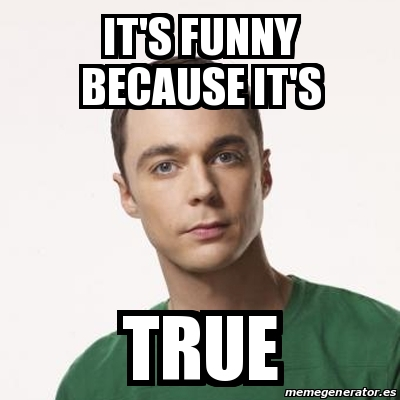 IT'S FUNNY
BECAUSE IT'S
TRUE
memegenerator.es